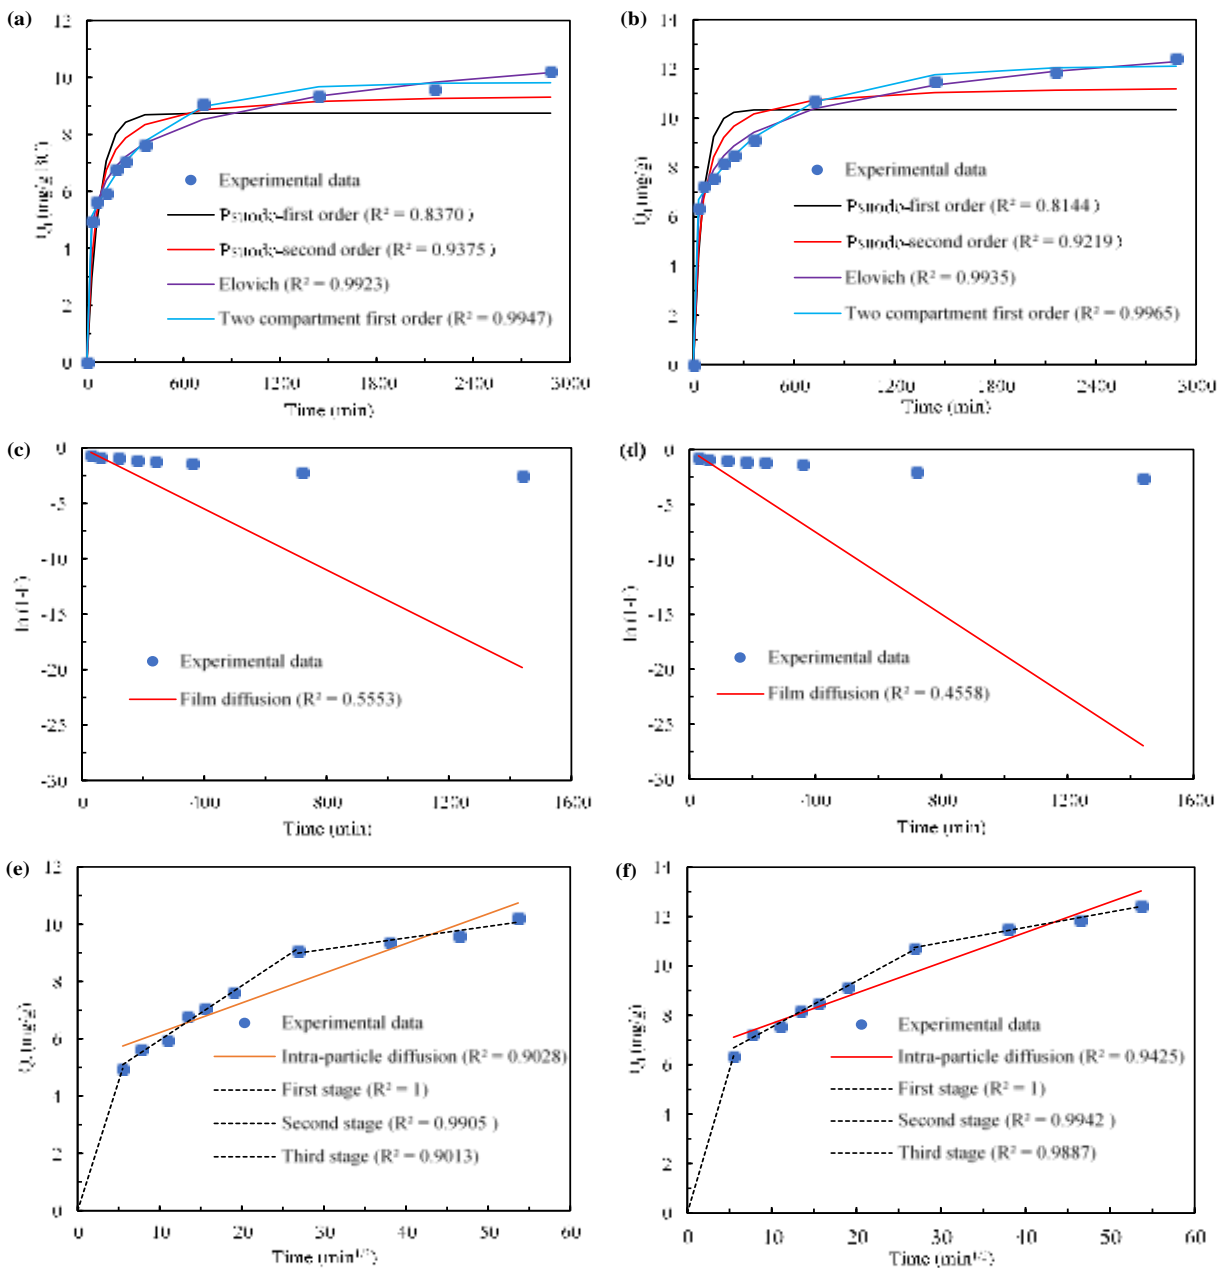 (a)
12
10
8
6
4
2
0
0 600 1200 1800 2400 3000
Time (min)
Experimental data
Psuodo-first order (R² = 0.8370)
Psuodo-second order (R² = 0.9375)
Elovich (R² = 0.9923)
Two compartment first order (R² = 0.9947)
(b)
14
12
10
8
6
4
2
0
0 600 1200 1800 2400 3000
Time (min)
Qt (mg/g)
Experimental data
Psuodo-first order (R² = 0.8144)
Psuodo-second order (R² = 0.9219)
Elovich (R² = 0.9935)
Two compartment first order (R² = 0.9965)
(c)
0
-5
-10
-15
-20
-25
-30
0 400 800 1200 1600
Time (min)
ln (1-F)
Experimental data
Film diffusion (R² = 0.5553)
(d)
0
-5
-10
-15
-20
-25
-30
0 400 800 1200 1600
Time (min)
ln (1-F)
Experimental data
Film diffusion (R² = 0.4558)
(e)
12
10
8
6
4
2
0
0 10 20 30 40 50 60
Time (min¹/²)
Qt (mg/g)
Experimental data
Intra-particle diffusion (R² = 0.9028)
First stage (R² = 1)
Second stage (R² = 0.9905 )
Third stage (R² = 0.9013)
(f)
14
12
10
8
6
4
2
0
0 10 20 30 40 50 60
Time (min¹/²)
Qt (mg/g)
Experimental data
Intra-particle diffusion (R² = 0.9425)
First stage (R² = 1)
Second stage (R² = 0.9942 )
Third stage (R² = 0.9887)